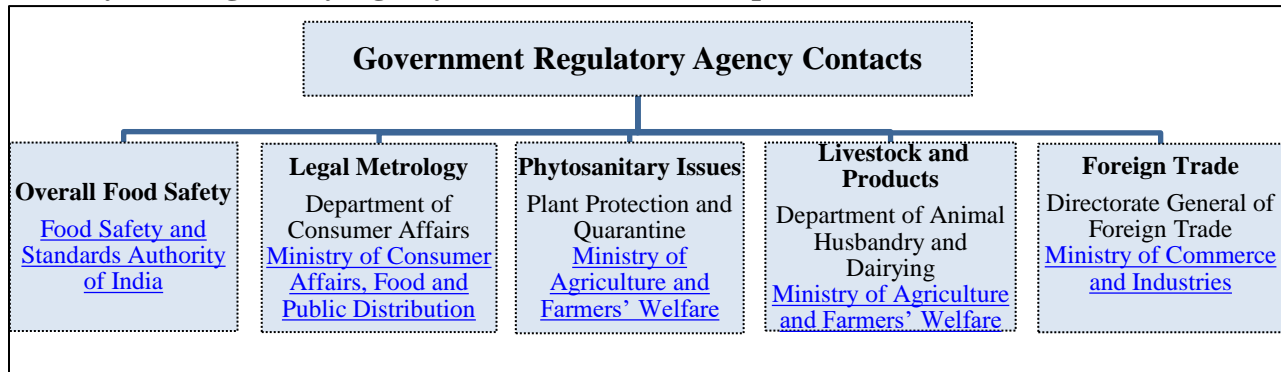 Government Regulatory Agency Contacts
Overall Food Safety
Food Safety and
Standards Authority
of India
Legal Metrology
Department of
Consumer Affairs
Ministry of Consumer
Affairs, Food and
Public Distribution
Phytosanitary Issues
Plant Protection and
Quarantine
Ministry of
Agriculture and
Farmers’ Welfare
Livestock and
Products
Department of Animal
Husbandry and
Dairying
Ministry of Agriculture
and Farmers’ Welfare
Foreign Trade
Directorate General of
Foreign Trade
Ministry of Commerce
and Industries